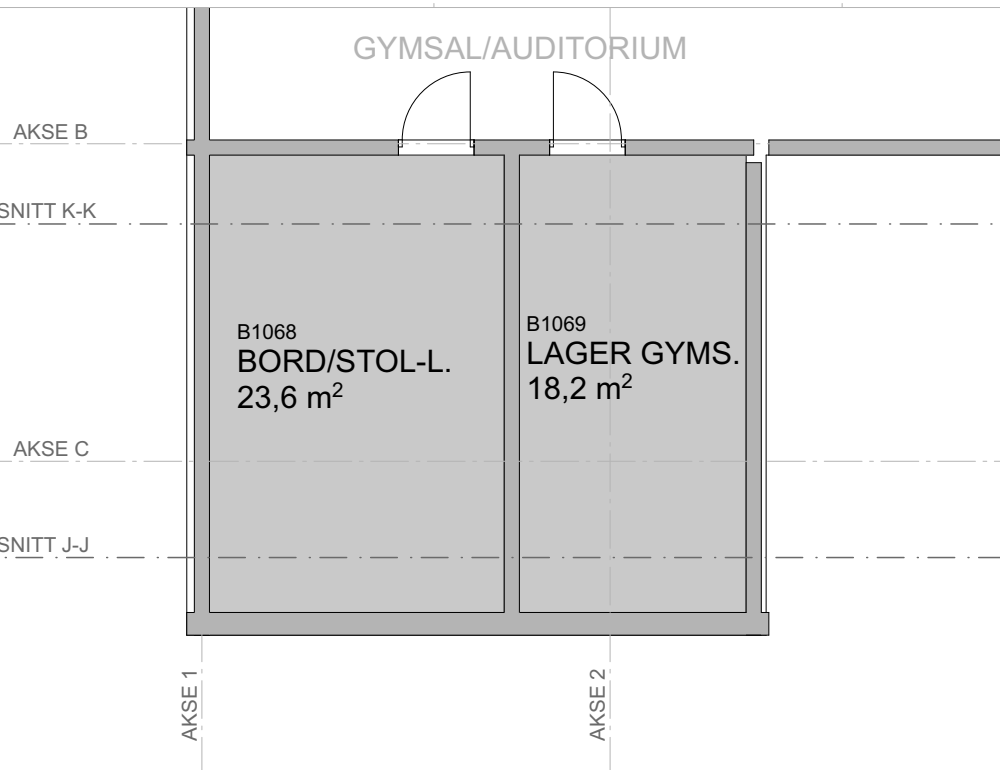 GYMSAL/AUDITORIUM
AKSE B
SNITT K-K
B1068
BORD/STOL-L.
23,6 m²
B1069
LAGER GYMS.
18,2 m²
AKSE C
SNITT J-J
AKSE 1
AKSE 2